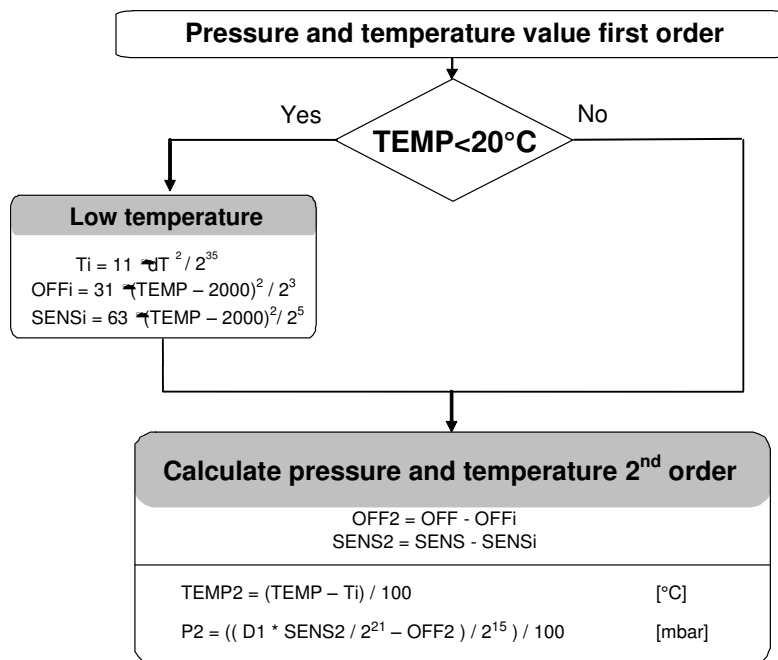 Pressure and temperature value first order
Yes
No
TEMP<20°C
Low temperature
Ti = 11 dT ² / 2³⁵
OFFi = 31 (TEMP – 2000)² / 2³
SENSi = 63 (TEMP – 2000)² / 2⁵
Calculate pressure and temperature 2ⁿᵈ order
OFF2 = OFF - OFFi
SENS2 = SENS - SENSi
TEMP2 = (TEMP – Ti) / 100 [°C]
P2 = (( D1 * SENS2 / 2²¹ – OFF2 ) / 2¹⁵ ) / 100 [mbar]